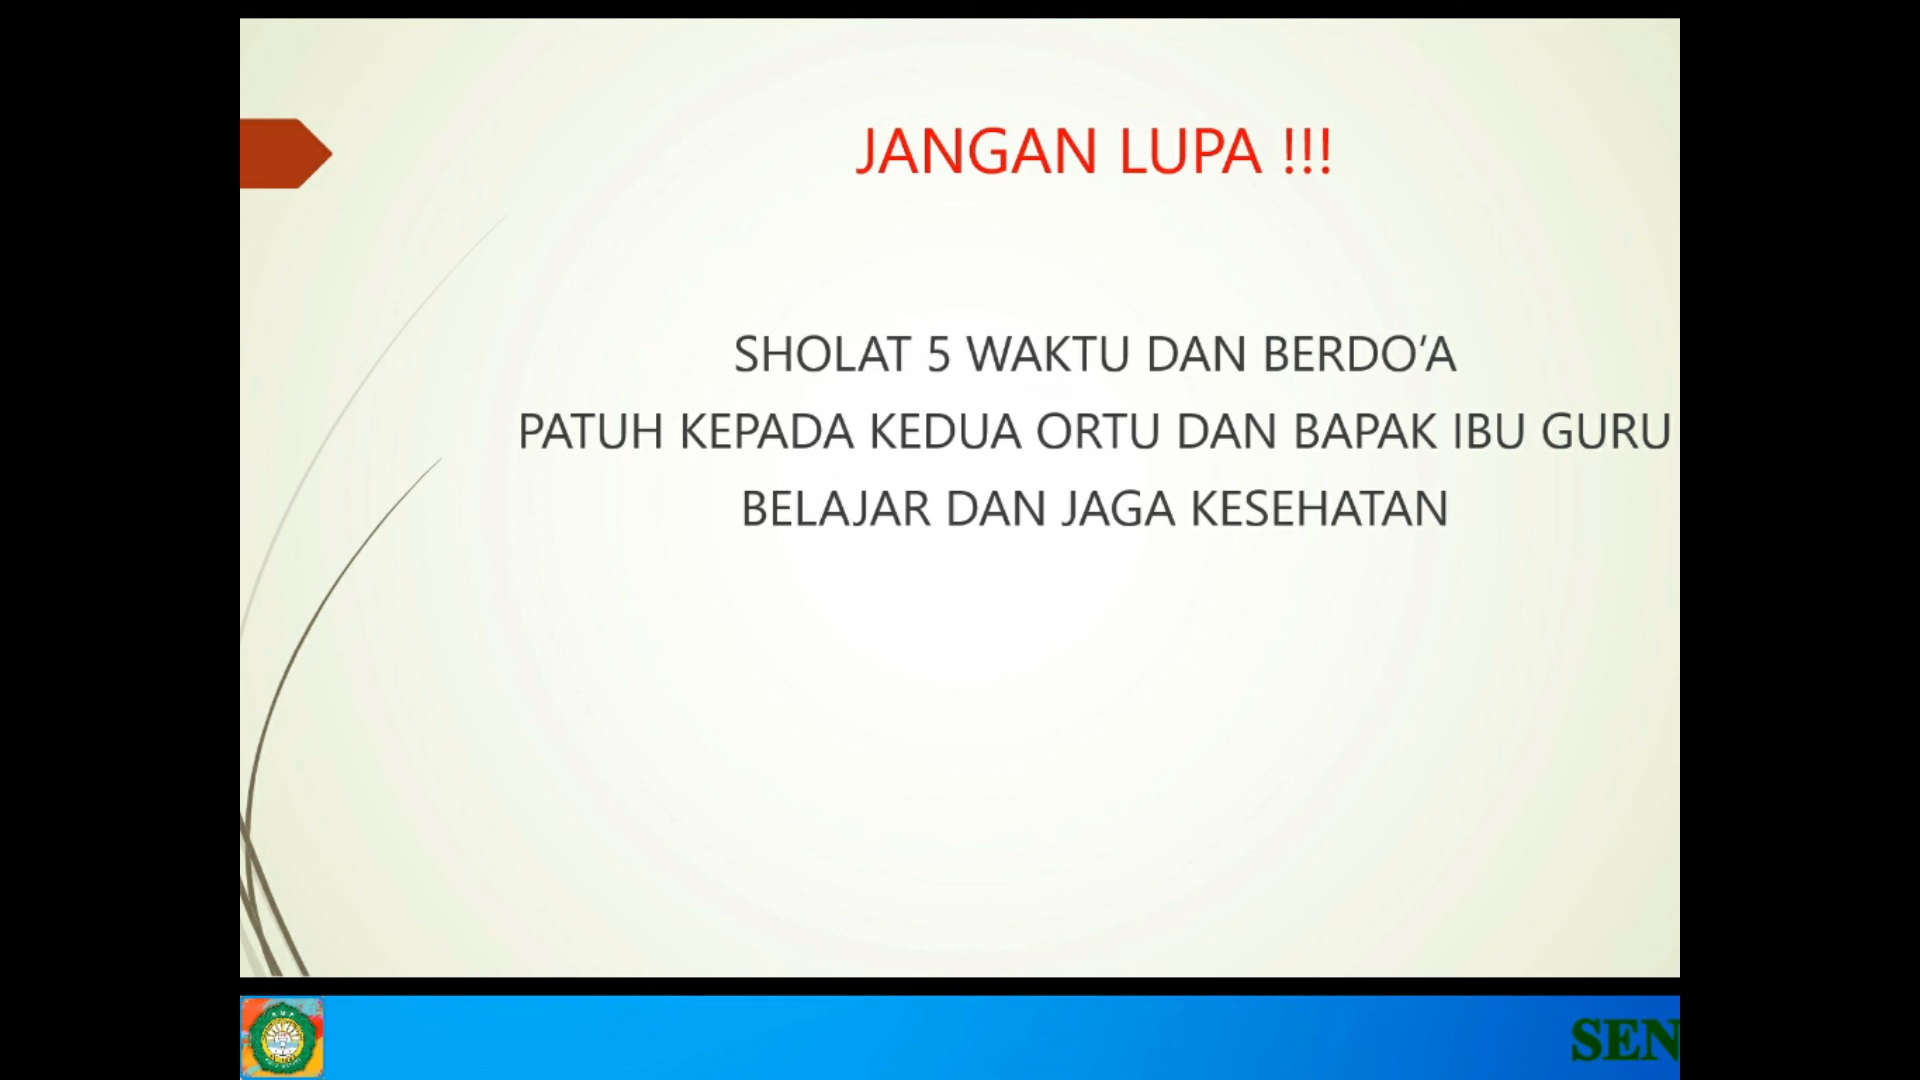 JANGAN LUPA !!!
SHOLAT 5 WAKTU DAN BERDO‘A
PATUH KEPADA KEDUA ORTU DAN BAPAK IBU GURU
BELAJAR DAN JAGA KESEHATAN
SEN